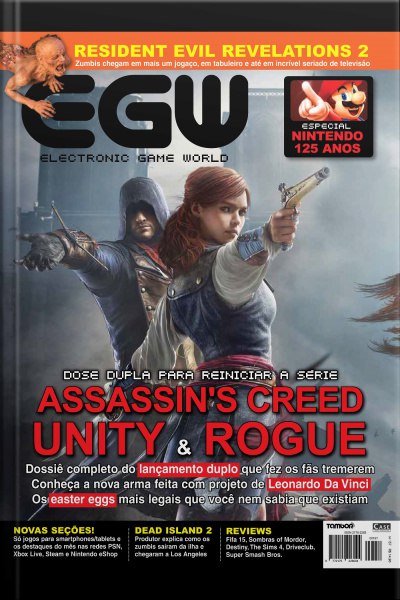 RESIDENT EVIL REVELATIONS 2
Zumbis chegam em mais um jogaço, em tabuleiro e até em incrível seriado de televisão
EGW
ELECTRONIC GAME WORLD
ESPECIAL
NINTENDO
125 ANOS
DOSE DUPLA PARA REINICIAR A SÉRIE
ASSASSIN'S CREED
UNITY & ROGUE
Dossiê completo do lançamento duplo que fez os fãs tremerem
Conheça a nova arma feita com projeto de Leonardo Da Vinci
Os easter eggs mais legais que você nem sabia que existiam
NOVAS SEÇÕES!
Só jogos para smartphones/tablets e
os destaques do mês nas redes PSN,
Xbox Live, Steam e Nintendo eShop
DEAD ISLAND 2
Produtor explica como os
zumbis saíram da ilha e
chegaram a Los Angeles
REVIEWS
Fifa 15, Sombras of Mordor,
Destiny, The Sims 4, Driveclub,
Super Smash Bros.
tambor
CASE